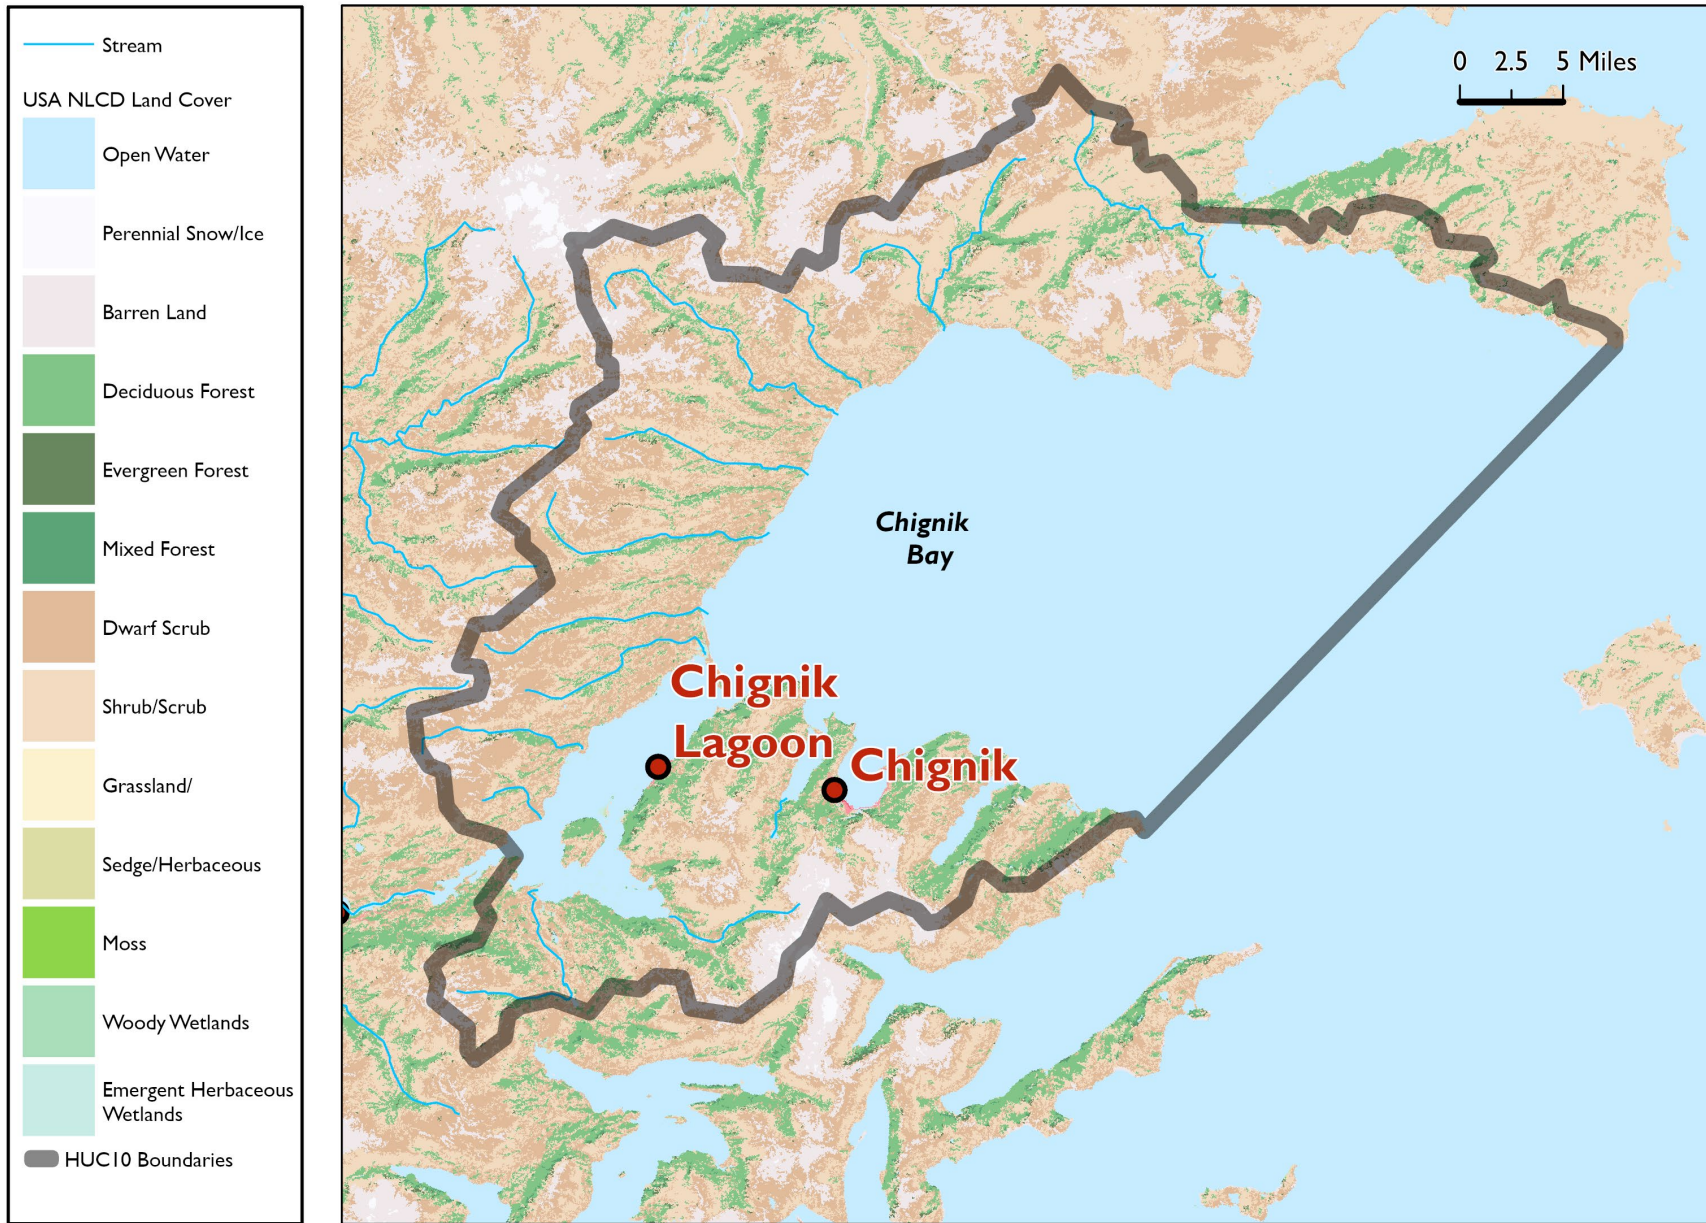 Stream
USA NLCD Land Cover
Open Water
Perennial Snow/Ice
Barren Land
Deciduous Forest
Evergreen Forest
Mixed Forest
Dwarf Scrub
Shrub/Scrub
Grassland/
Sedge/Herbaceous
Moss
Woody Wetlands
Emergent Herbaceous
Wetlands
HUC10 Boundaries
0 2.5 5 Miles
Chignik
Bay
Chignik
Lagoon
Chignik